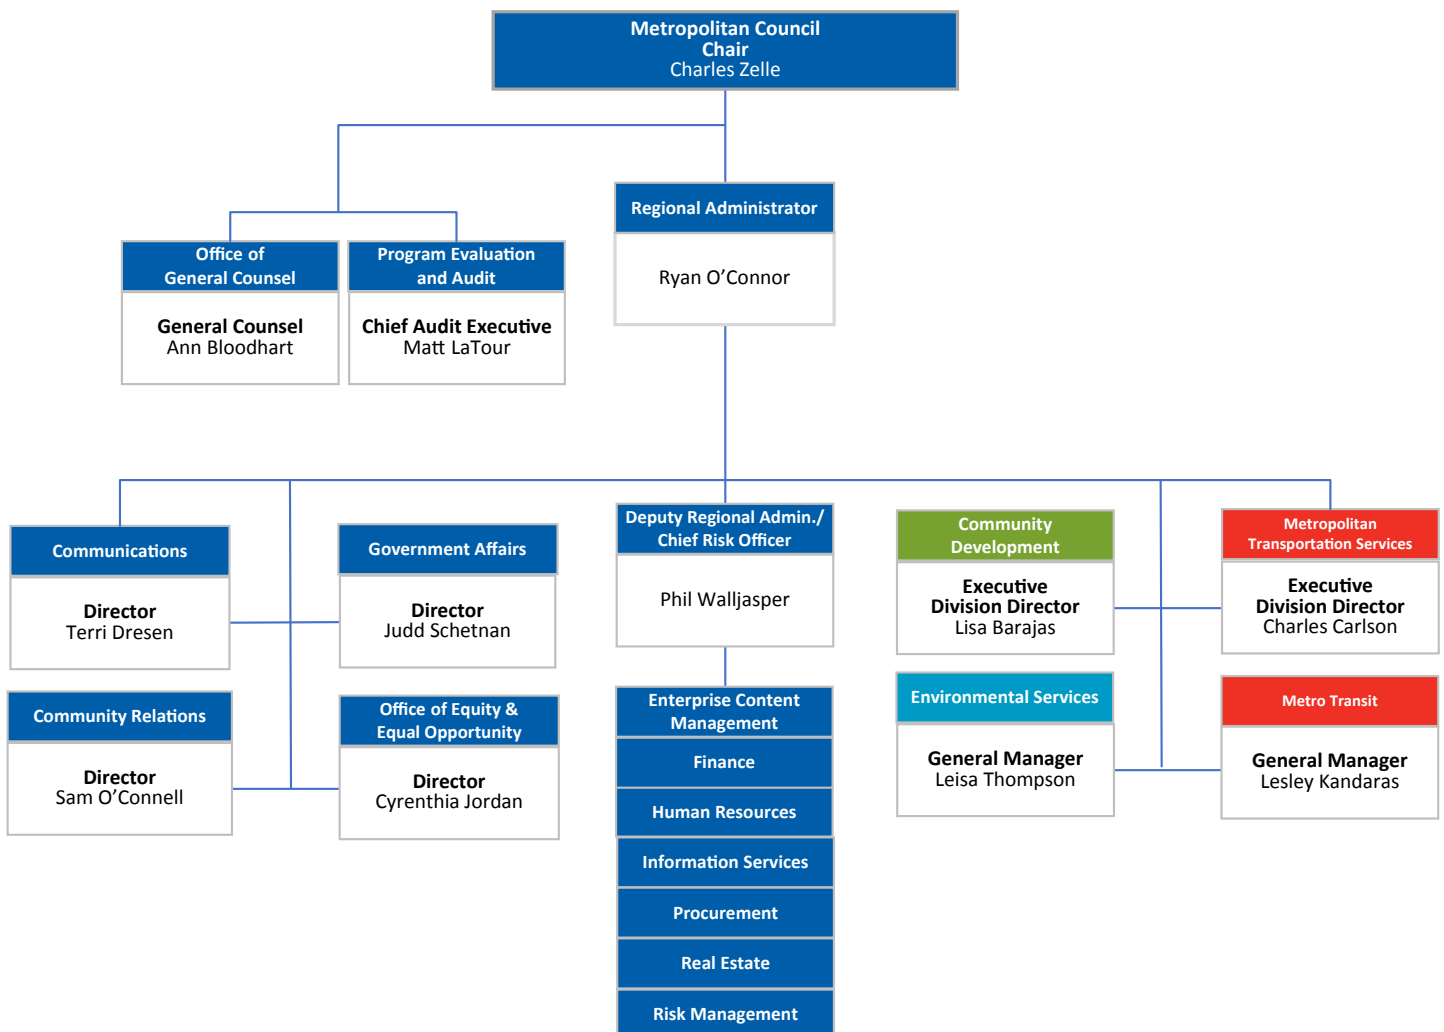 Metropolitan Council
Chair
Charles Zelle
Regional Administrator
Ryan O’Connor
Office of
General Counsel
General Counsel
Ann Bloodhart
Program Evaluation
and Audit
Chief Audit Executive
Matt LaTour
Communications
Director
Terri Dresen
Government Affairs
Director
Judd Schetnan
Community Relations
Director
Sam O’Connell
Office of Equity &
Equal Opportunity
Director
Cyrenthia Jordan
Deputy Regional Admin./
Chief Risk Officer
Phil Walljasper
Enterprise Content
Management
Finance
Human Resources
Information Services
Procurement
Real Estate
Risk Management
Community
Development
Executive
Division Director
Lisa Barajas
Metropolitan
Transportation Services
Executive
Division Director
Charles Carlson
Environmental Services
General Manager
Leisa Thompson
Metro Transit
General Manager
Lesley Kandaras